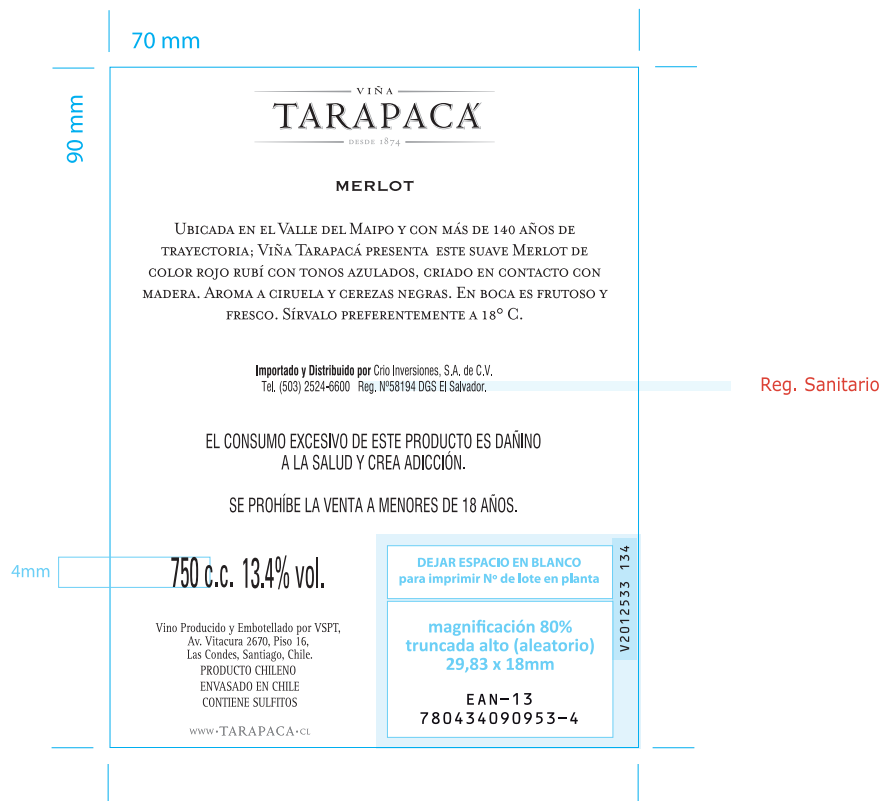 70 mm
90 mm
VIÑA
TARAPACÁ
DESDE 1874
MERLOT
UBICADA EN EL VALLE DEL MAIPO Y CON MÁS DE 140 AÑOS DE
TRAYECTORIA; VIÑA TARAPACÁ PRESENTA ESTE SUAVE MERLOT DE
COLOR ROJO RUBÍ CON TONOS AZULADOS, CRIADO EN CONTACTO CON
MADERA. AROMA A CIRUELA Y CEREZAS NEGRAS. EN BOCA ES FRUTOSO Y
FRESCO. SÍRVALO PREFERENTEMENTE A 18° C.
Importado y Distribuido por Crio Inversiones, S.A. de C.V.
Tel. (503) 2524-6600 Reg. Nº58194 DGS El Salvador.
Reg. Sanitario
EL CONSUMO EXCESIVO DE ESTE PRODUCTO ES DAÑINO
A LA SALUD Y CREA ADICCIÓN.
SE PROHÍBE LA VENTA A MENORES DE 18 AÑOS.
4mm
750 c.c. 13.4% vol.
Vino Producido y Embotellado por VSPT,
Av. Vitacura 2670, Piso 16,
Las Condes, Santiago, Chile.
PRODUCTO CHILENO
ENVASADO EN CHILE
CONTIENE SULFITOS
WWW•TARAPACA•CL
DEJAR ESPACIO EN BLANCO
para imprimir Nº de lote en planta
magnificación 80%
truncada alto (aleatorio)
29,83 x 18mm
EAN-13
780434090953-4
V2012533 134